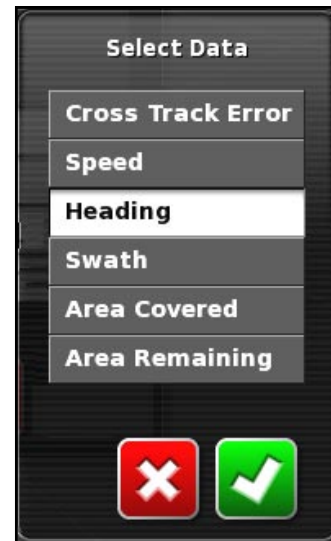 Select Data
Cross Track Error
Speed
Heading
Swath
Area Covered
Area Remaining